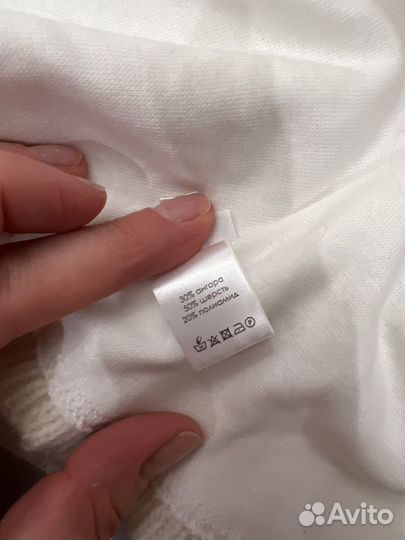 30% ангора
50% шерсть
20% полиамид
P
Avito